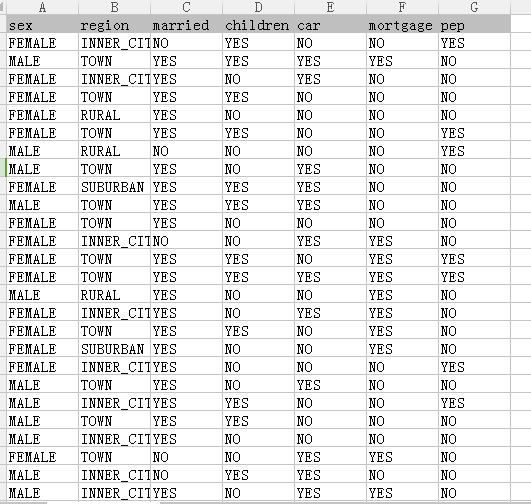 A B C D E F G
sex region married children car mortgage pep
FEMALE INNER_CIT NO YES NO NO YES
MALE TOWN YES YES YES YES NO
FEMALE INNER_CIT YES NO YES NO NO
FEMALE TOWN YES YES NO NO NO
FEMALE RURAL YES NO NO NO NO
FEMALE TOWN YES YES NO NO YES
MALE RURAL NO NO NO NO YES
MALE TOWN YES NO YES NO NO
FEMALE SUBURBAN YES YES YES NO NO
MALE TOWN YES YES YES NO NO
FEMALE TOWN YES NO NO NO NO
FEMALE INNER_CIT NO NO YES YES NO
FEMALE TOWN YES YES NO YES YES
FEMALE TOWN YES YES YES YES YES
MALE RURAL YES NO NO YES NO
FEMALE INNER_CIT YES NO YES YES NO
FEMALE TOWN YES YES NO YES NO
FEMALE SUBURBAN YES NO NO YES NO
FEMALE INNER_CIT YES NO NO NO YES
MALE TOWN YES NO YES NO NO
MALE INNER_CIT YES YES NO NO YES
MALE TOWN YES YES NO NO NO
MALE INNER_CIT YES NO NO NO NO
FEMALE TOWN NO NO YES YES NO
MALE INNER_CIT NO YES YES NO NO
MALE INNER_CIT YES NO YES NO NO